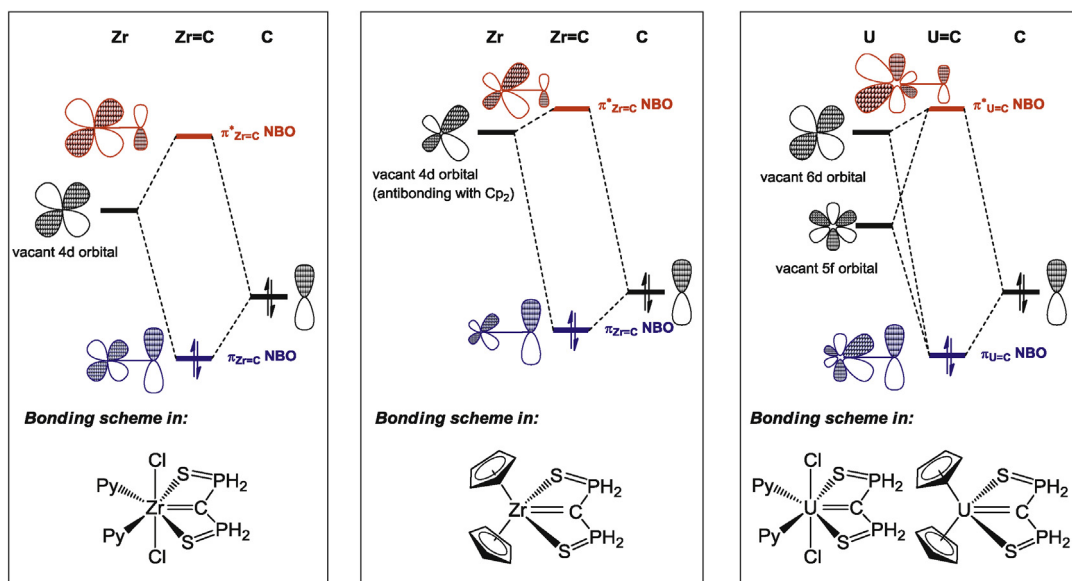 Zr Zr=C C
π*Zr=C NBO
vacant 4d orbital
πZr=C NBO
Bonding scheme in:
Cl
S PH2
Py
Zr C
Py
S PH2
Cl
Zr Zr=C C
π*Zr=C NBO
vacant 4d orbital
(antibonding with Cp2)
πZr=C NBO
Bonding scheme in:
S PH2
Zr C
S PH2
U U=C C
π*U=C NBO
vacant 6d orbital
vacant 5f orbital
πU=C NBO
Bonding scheme in:
Cl
S PH2
Py
U C
Py
S PH2
Cl
S PH2
U C
S PH2